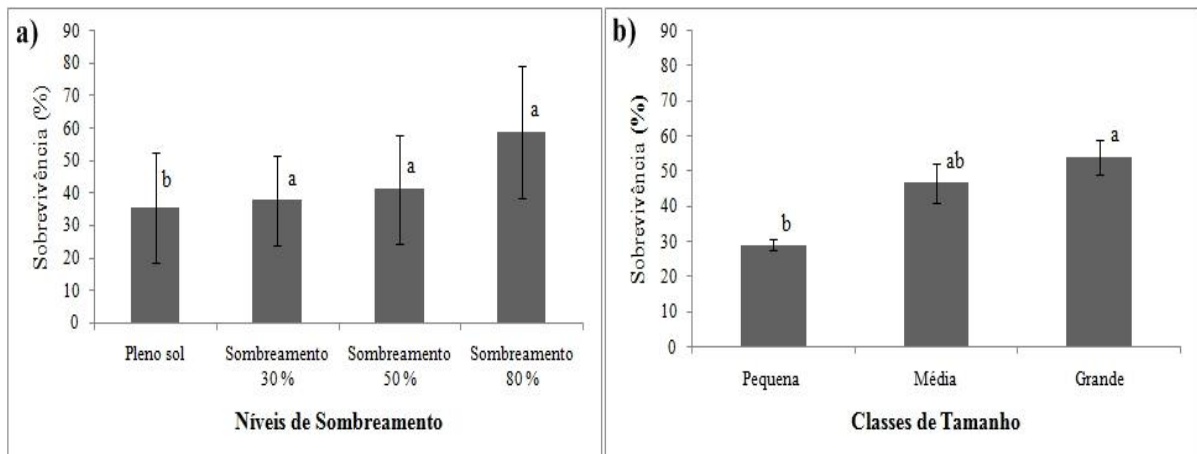 a)
Sobrevivência (%)
90
80
70
60
50
40
30
20
10
0
b
a
a
a
Pleno sol
Sombreamento
30 %
Sombreamento
50 %
Sombreamento
80 %
Níveis de Sombreamento
b)
Sobrevivência (%)
90
80
70
60
50
40
30
20
10
0
b
ab
a
Pequena
Média
Grande
Classes de Tamanho